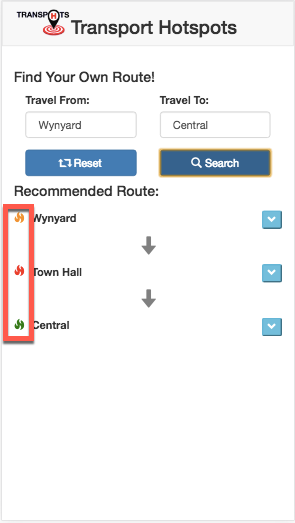 TRANSPORTS
Transport Hotspots
Find Your Own Route!
Travel From:
Travel To:
Wynyard
Central
Reset
Search
Recommended Route:
Wynyard
Town Hall
Central